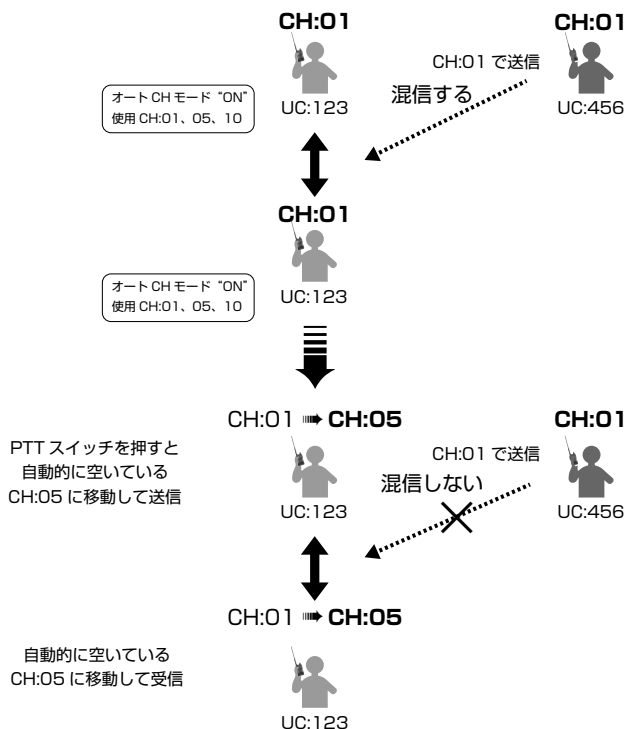 CH:01
CH:01
CH:01 で送信
混信する
オート CH モード “ON”
使用 CH:01、05、10
UC:123
UC:456
CH:01
オート CH モード “ON”
使用 CH:01、05、10
UC:123
CH:01 CH:05
CH:01
PTT スイッチを押すと
自動的に空いている
CH:05 に移動して送信
CH:01 で送信
混信しない
UC:123
UC:456
CH:01 CH:05
自動的に空いている
CH:05 に移動して受信
UC:123